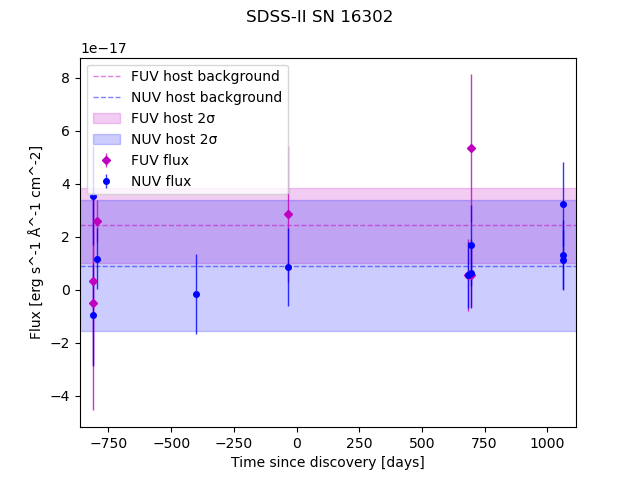 SDSS-II SN 16302
1e−17
FUV host background
NUV host background
FUV host 2σ
NUV host 2σ
FUV flux
NUV flux
8
6
4
2
0
−2
−4
Flux [erg s^-1 Å^-1 cm^-2]
−750 −500 −250 0 250 500 750 1000
Time since discovery [days]